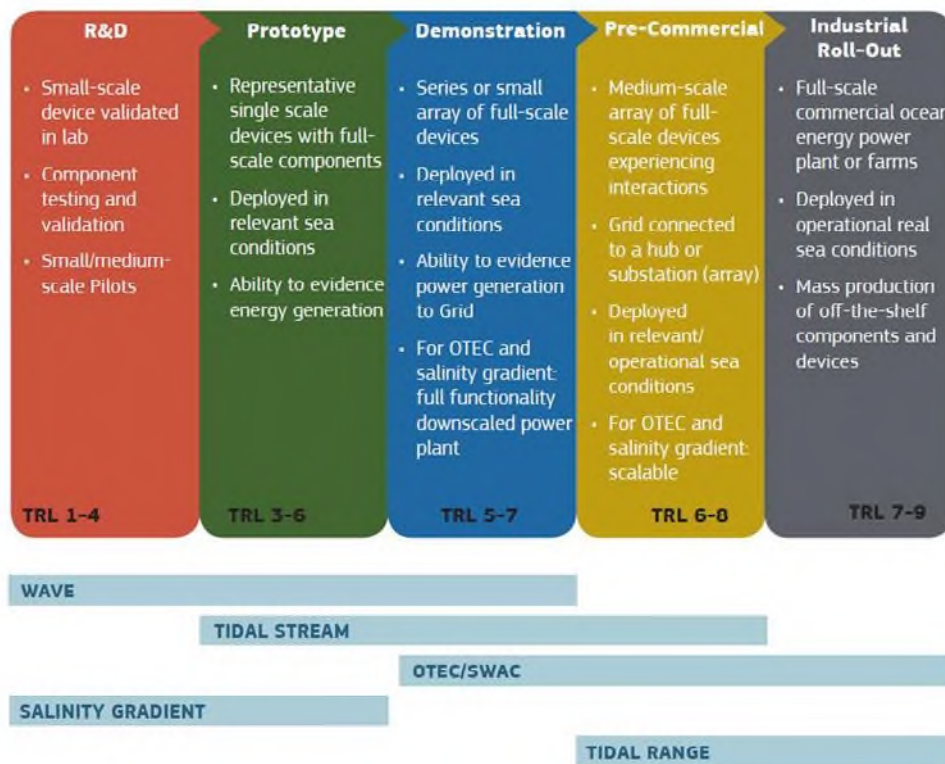 R&D
• Small-scale
device validated
in lab
• Component
testing and
validation
• Small/medium-
scale Pilots
TRL 1-4
Prototype
• Representative
single scale
devices with full-
scale components
• Deployed in
relevant sea
conditions
• Ability to evidence
energy generation
TRL 3-6
Demonstration
• Series or small
array of full-scale
devices
• Deployed in
relevant sea
conditions
• Ability to evidence
power generation
to Grid
• For OTEC and
salinity gradient:
full functionality
downscaled power
plant
TRL 5-7
Pre-Commercial
• Medium-scale
array of full-
scale devices
experiencing
interactions
• Grid connected
to a hub or
substation (array)
• Deployed
in relevant/
operational sea
conditions
• For OTEC and
salinity gradient:
scalable
TRL 6-8
Industrial
Roll-Out
• Full-scale
commercial ocean
energy power
plant or farms
• Deployed in
operational real
sea conditions
• Mass production
of off-the-shelf
components and
devices
TRL 7-9
WAVE
TIDAL STREAM
OTEC/SWAC
SALINITY GRADIENT
TIDAL RANGE